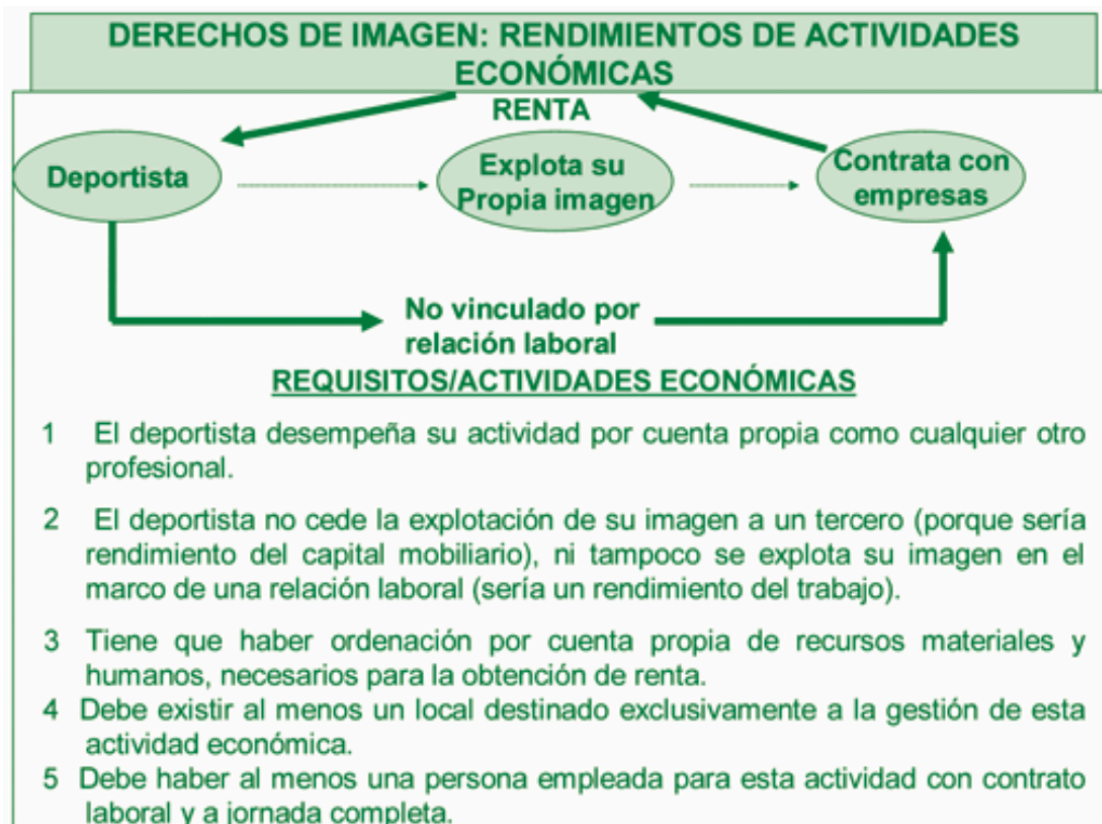 DERECHOS DE IMAGEN: RENDIMIENTOS DE ACTIVIDADES
ECONÓMICAS
RENTA
Deportista
Explota su
Propia imagen
Contrata con
empresas
No vinculado por
relación laboral
REQUISITOS/ACTIVIDADES ECONÓMICAS
1 El deportista desempeña su actividad por cuenta propia como cualquier otro
profesional.
2 El deportista no cede la explotación de su imagen a un tercero (porque sería
rendimiento del capital mobiliario), ni tampoco se explota su imagen en el
marco de una relación laboral (sería un rendimiento del trabajo).
3 Tiene que haber ordenación por cuenta propia de recursos materiales y
humanos, necesarios para la obtención de renta.
4 Debe existir al menos un local destinado exclusivamente a la gestión de esta
actividad económica.
5 Debe haber al menos una persona empleada para esta actividad con contrato
laboral y a jornada completa.